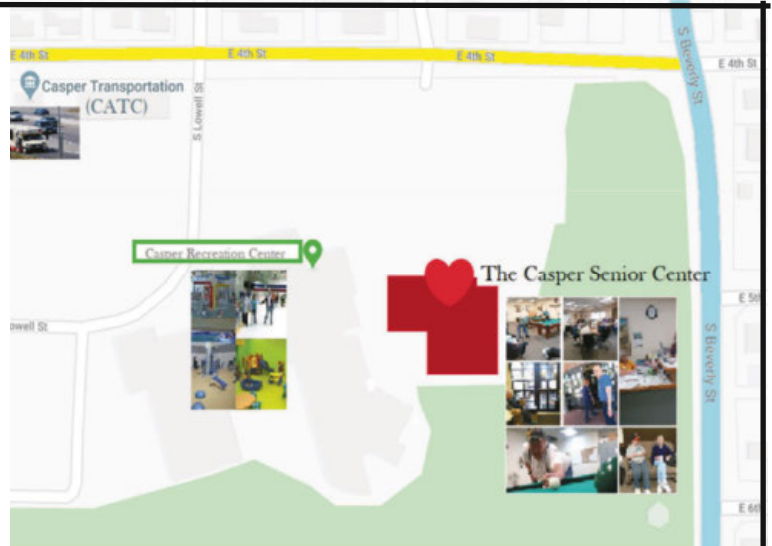 E 4th St
E 4th St
E 4th St
E 4th St
S Beverly St
Casper Transportation
(CATC)
S Lowell St
Casper Recreation Center
The Casper Senior Center
E 5t
owell St
S Beverly St
E 6t